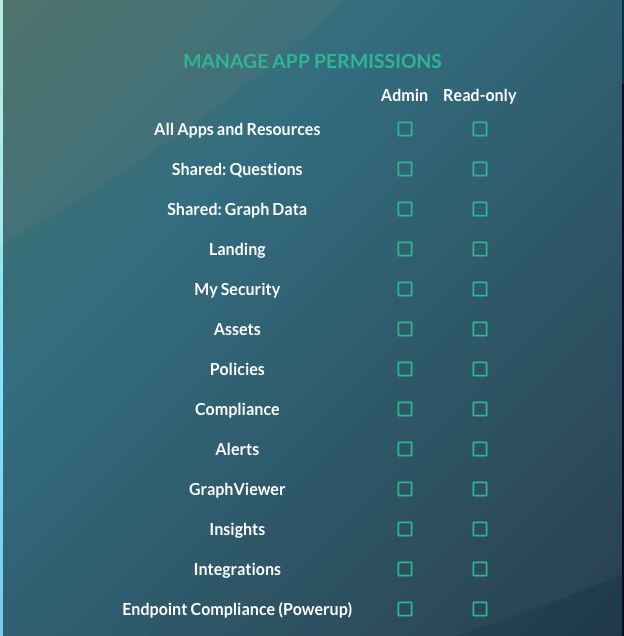 MANAGE APP PERMISSIONS
Admin Read-only
All Apps and Resources
Shared: Questions
Shared: Graph Data
Landing
My Security
Assets
Policies
Compliance
Alerts
GraphViewer
Insights
Integrations
Endpoint Compliance (Powerup)